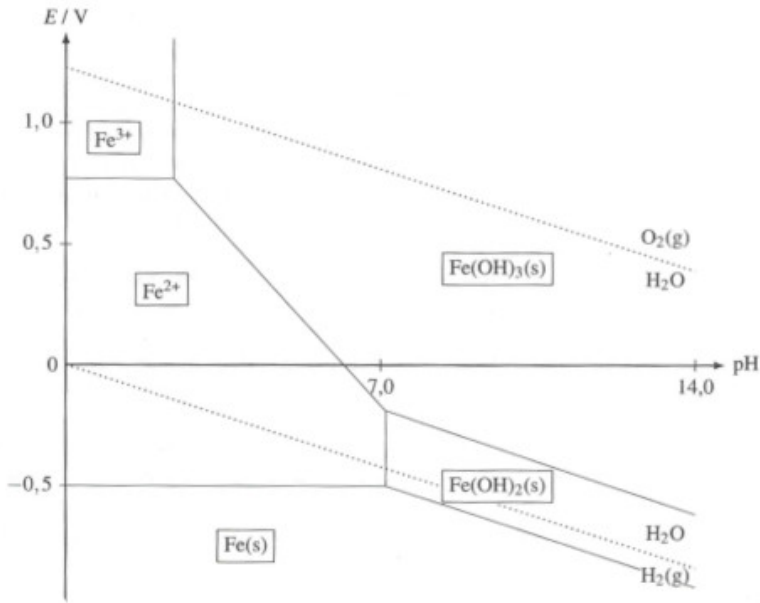 E / V
1,0
Fe³⁺
0,5
O₂(g)
Fe(OH)₃(s)
H₂O
Fe²⁺
0
pH
7,0
14,0
−0,5
Fe(OH)₂(s)
H₂O
Fe(s)
H₂(g)